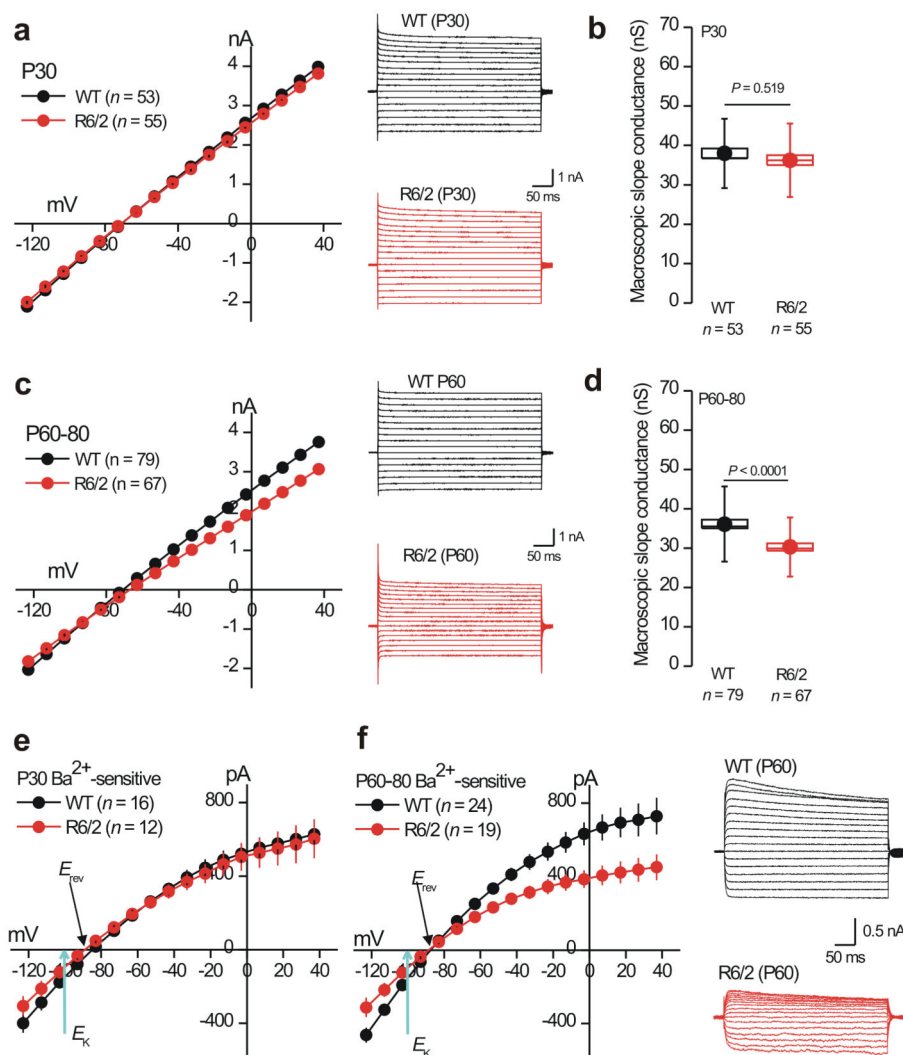 a
nA
P30
WT (n = 53)
R6/2 (n = 55)
4
3
2
1
mV
0
-120
-80
-40
0
40
-1
-2
WT (P30)
1 nA
50 ms
R6/2 (P30)
b
Macroscopic slope conductance (nS)
P30
70
60
50
40
30
20
10
0
P = 0.519
WT
n = 53
R6/2
n = 55
c
nA
P60-80
WT (n = 79)
R6/2 (n = 67)
4
3
2
1
mV
0
-120
-80
-40
0
40
-1
-2
WT P60
1 nA
50 ms
R6/2 (P60)
d
Macroscopic slope conductance (nS)
P60-80
70
60
50
40
30
20
10
0
P < 0.0001
WT
n = 79
R6/2
n = 67
e
P30 Ba2+-sensitive
WT (n = 16)
R6/2 (n = 12)
pA
800
400
Erev
mV
0
-120 -100 -80 -60 -40 -20 0 20 40
-400
EK
f
P60-80 Ba2+-sensitive
WT (n = 24)
R6/2 (n = 19)
pA
800
400
Erev
mV
0
-120 -100 -80 -60 -40 -20 0 20 40
-400
EK
WT (P60)
0.5 nA
50 ms
R6/2 (P60)